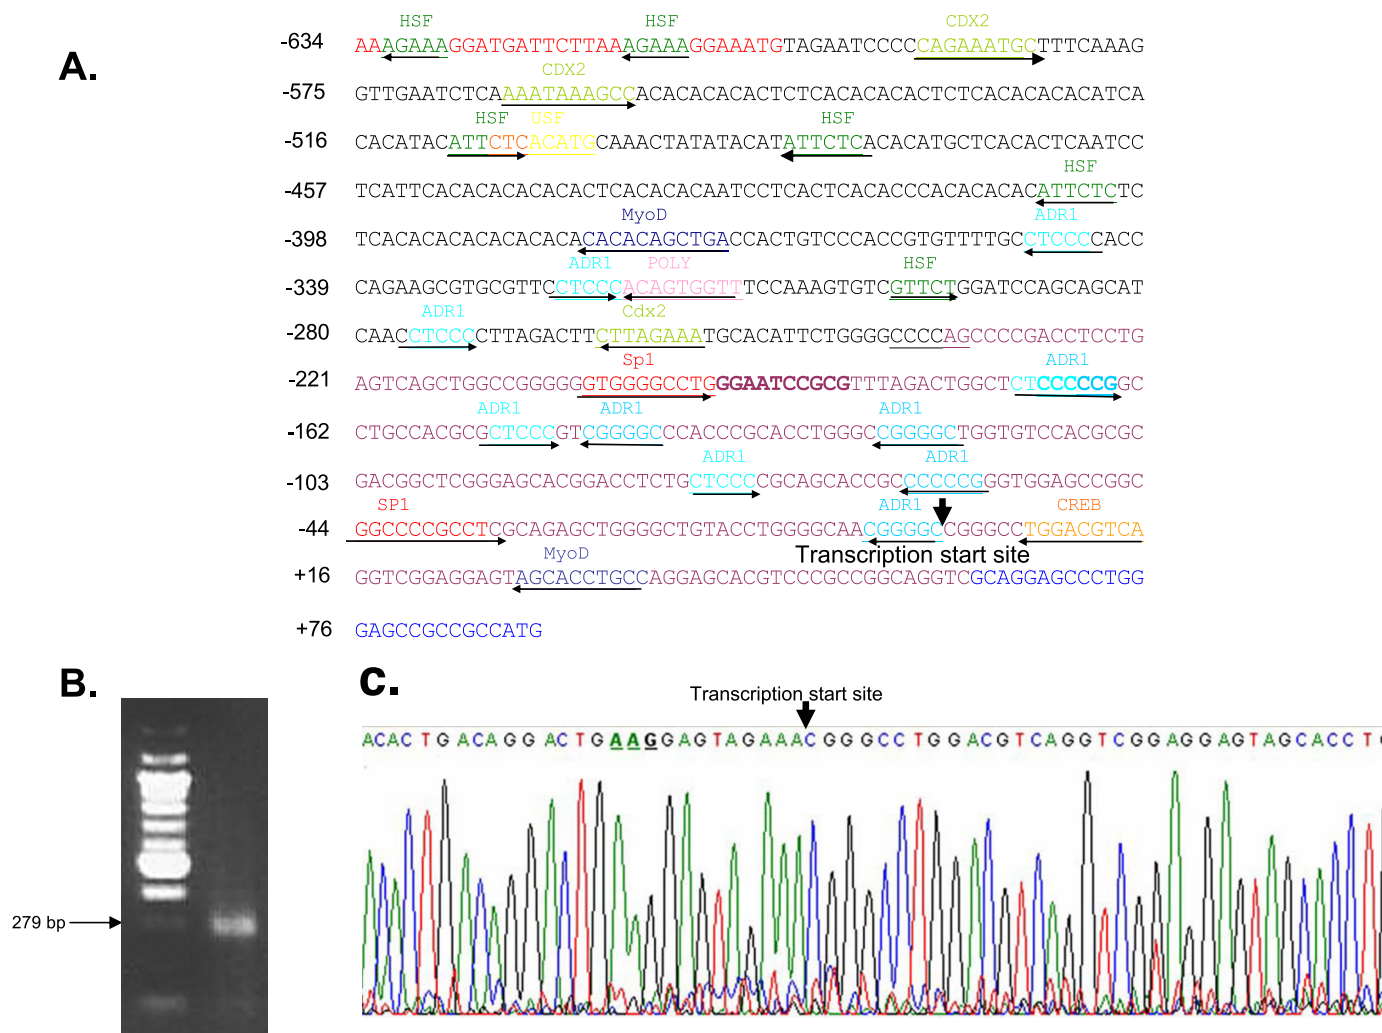 A.
HSF HSF CDX2
-634 AAAGAAAGGATGATTCTTAAAGAAAGGAAATGTAGAATCCCCCAGAAATGCTTTCAAAG
CDX2
-575 GTTGAATCTCAAAATAAAGCCACACACACACTCTCACACACACTCTCACACACACATCA
HSF USF HSF
-516 CACATACATTCTCACATGCAAACTATATACATATTCTCACACATGCTCACACTCAATCC
HSF
-457 TCATTCACACACACACTCACACACAATCCTCACTCACACCCACACACACATTCTCTC
MyoD ADR1
-398 TCACACACACACACACACACACAGCTGACCACTGTCCCACCGTGTTTTGCCTCCCCACC
ADR1 POLY HSF
-339 CAGAAGCGTGCGTTCCTCCCACAGTGGTTTCCAAAGTGTCGTTCTGGATCCAGCAGCAT
ADR1 Cdx2
-280 CAACCTCCCCTTAGACTTCTTAGAAATGCACATTCTGGGGCCCCAGCCCCGACCTCCTG
Sp1 ADR1
-221 AGTCAGCTGGCCGGGGGGTGGGGCCTGGGAATCCGCGTTTAGACTGGCTCTCCCCCCGGC
ADR1 ADR1 ADR1
-162 CTGCCACGCGCTCCCGTCGGGGCCCACCCGCACCTGGGCCGGGGCTGGTGTCCACGCGC
ADR1 ADR1
-103 GACGGCTCGGGAGCACGGACCTCTGCTCCCCGCAGCACCGCCCCCCGGGTGGAGCCGGC
SP1 ADR1 CREB
-44 GGCCCCGCCTCGCAGAGCTGGGGCTGTACCTGGGGCAACGGGGCCGGGCCTGGACGTCA
Transcription start site
MyoD
+16 GGTCGGAGGAGTAGCACCTGCCAGGAGCACGTCCCGCCGGCAGGTCGCAGGAGCCCTGG
+76 GAGCCGCCGCCATG
B.
279 bp
C.
Transcription start site
ACACTGACAGGACTGAAGGAGTAGAAACGGGCCTGGACGTCAGGTCGGAGGAGTAGCACCT